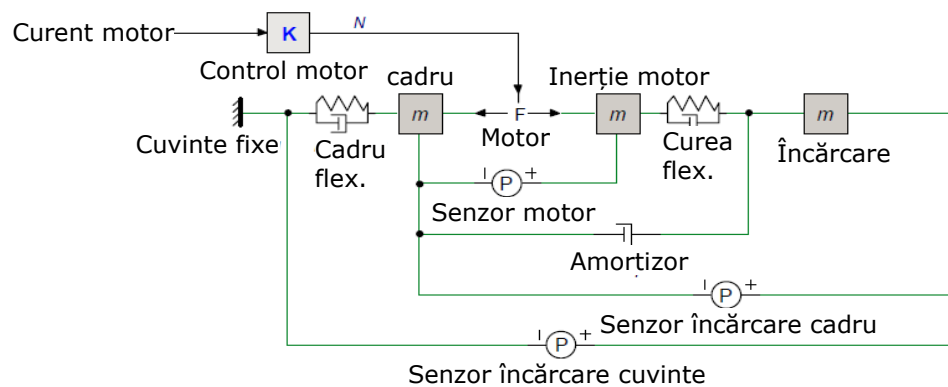 Curent motor
K
N
Control motor
cadru
Inerție motor
m
F
m
m
Cuvinte fixe
Cadru
flex.
Motor
Curea
flex.
Încărcare
P
+
Senzor motor
Amorțizor
P
+
Senzor încărcare cadru
P
+
Senzor încărcare cuvinte